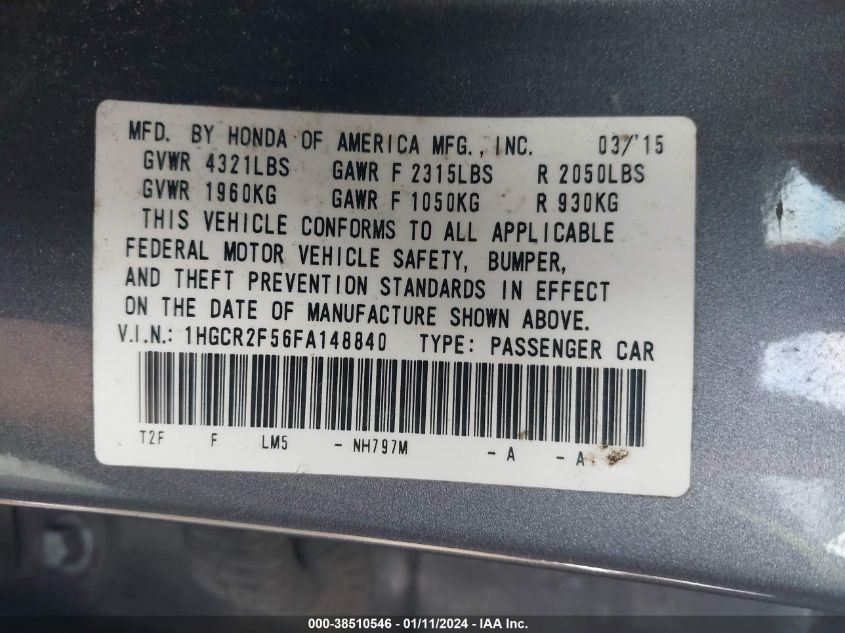 MFD. BY HONDA OF AMERICA MFG., INC. 03/'15
GVWR 4321LBS GAWR F 2315LBS R 2050LBS
GVWR 1960KG GAWR F 1050KG R 930KG
THIS VEHICLE CONFORMS TO ALL APPLICABLE
FEDERAL MOTOR VEHICLE SAFETY, BUMPER,
AND THEFT PREVENTION STANDARDS IN EFFECT
ON THE DATE OF MANUFACTURE SHOWN ABOVE.
V.I.N.: 1HGCR2F56FA148840 TYPE: PASSENGER CAR
T2F F LM5 - NH797M - A - A
000-38510546 - 01/11/2024 - IAA Inc.